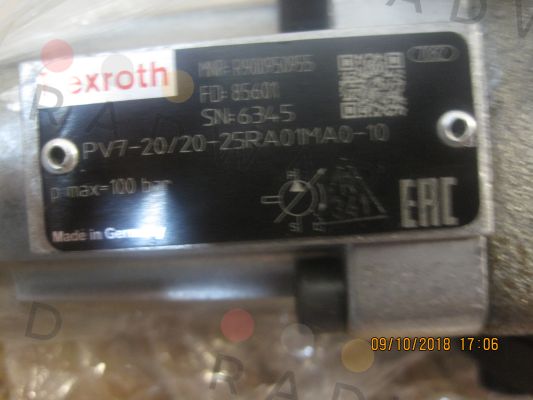 rexroth
MNR: R900950955
FD: 85601
SN: 6345
PV7-20/20-25RA01MA0-10
p max=100 bar
Made in Germany
EAC
09/10/2018 17:06